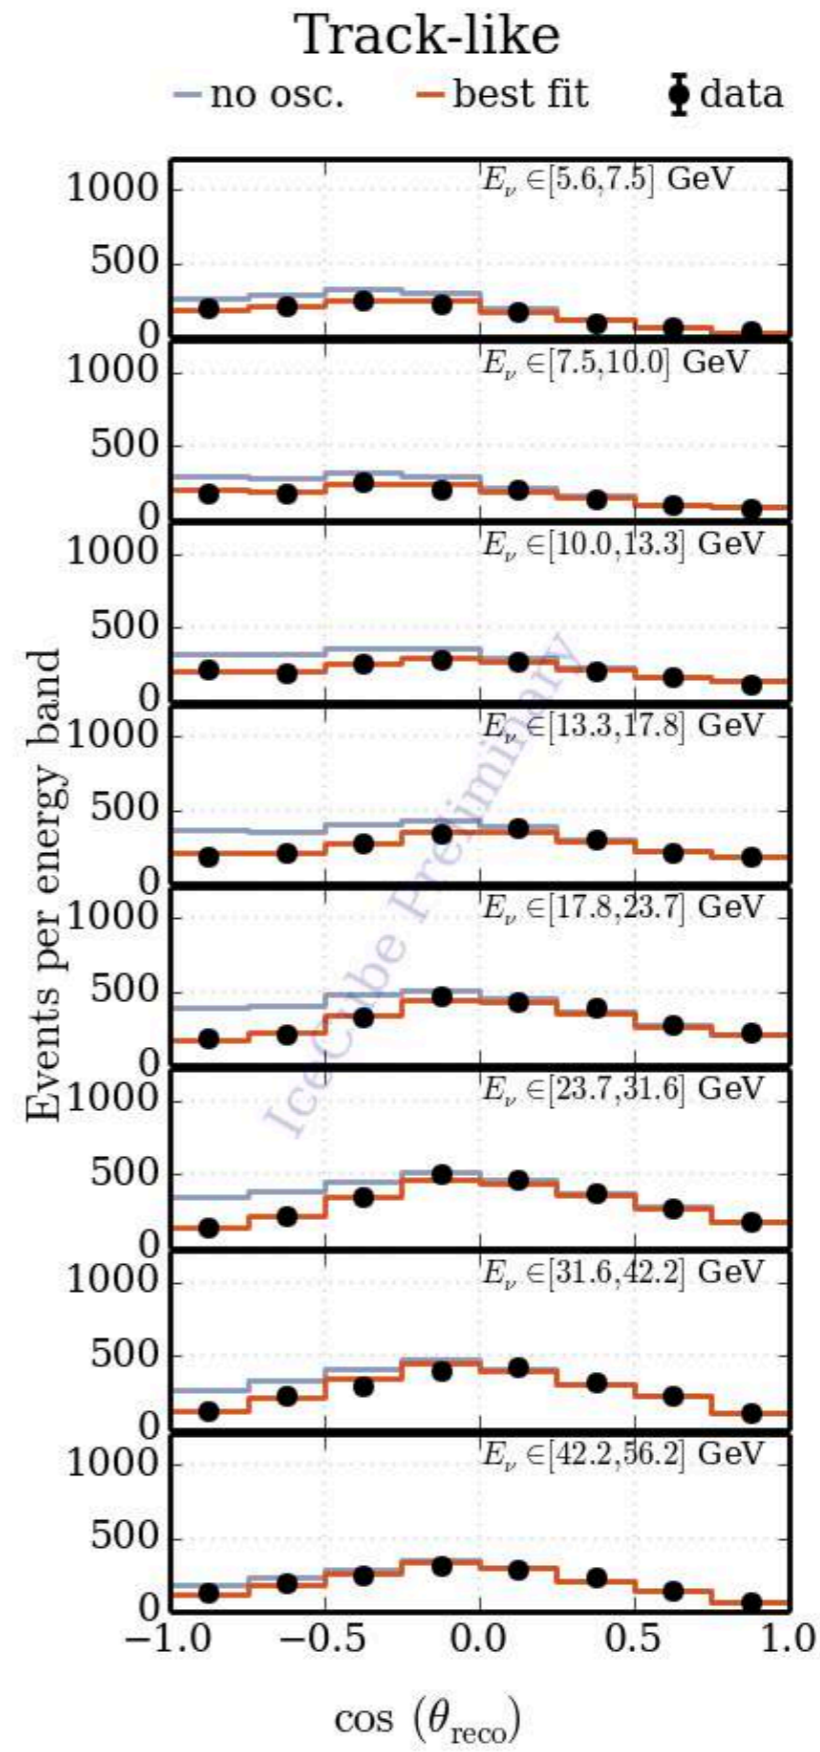 Track-like
no osc. best fit data
1000
500
0
E_ν ∈[5.6,7.5] GeV
1000
500
0
E_ν ∈[7.5,10.0] GeV
1000
500
0
E_ν ∈[10.0,13.3] GeV
1000
500
0
E_ν ∈[13.3,17.8] GeV
1000
500
0
E_ν ∈[17.8,23.7] GeV
1000
500
0
E_ν ∈[23.7,31.6] GeV
1000
500
0
E_ν ∈[31.6,42.2] GeV
1000
500
0
E_ν ∈[42.2,56.2] GeV
Events per energy band
IceCube Preliminary
−1.0 −0.5 0.0 0.5 1.0
cos (θ_reco)